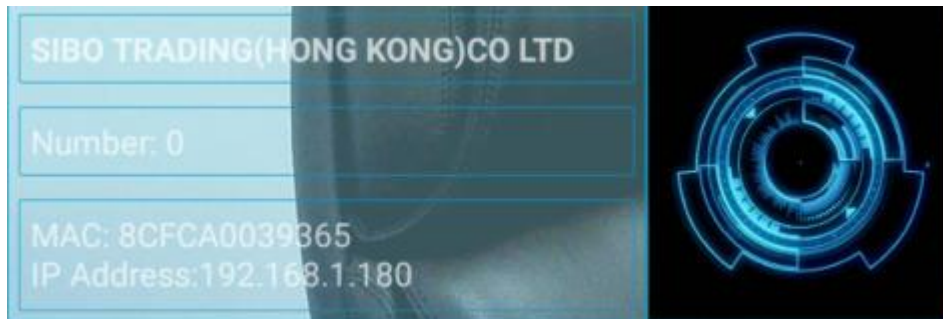 SIBO TRADING(HONG KONG)CO LTD
Number: 0
MAC: 8CFCA0039365
IP Address:192.168.1.180